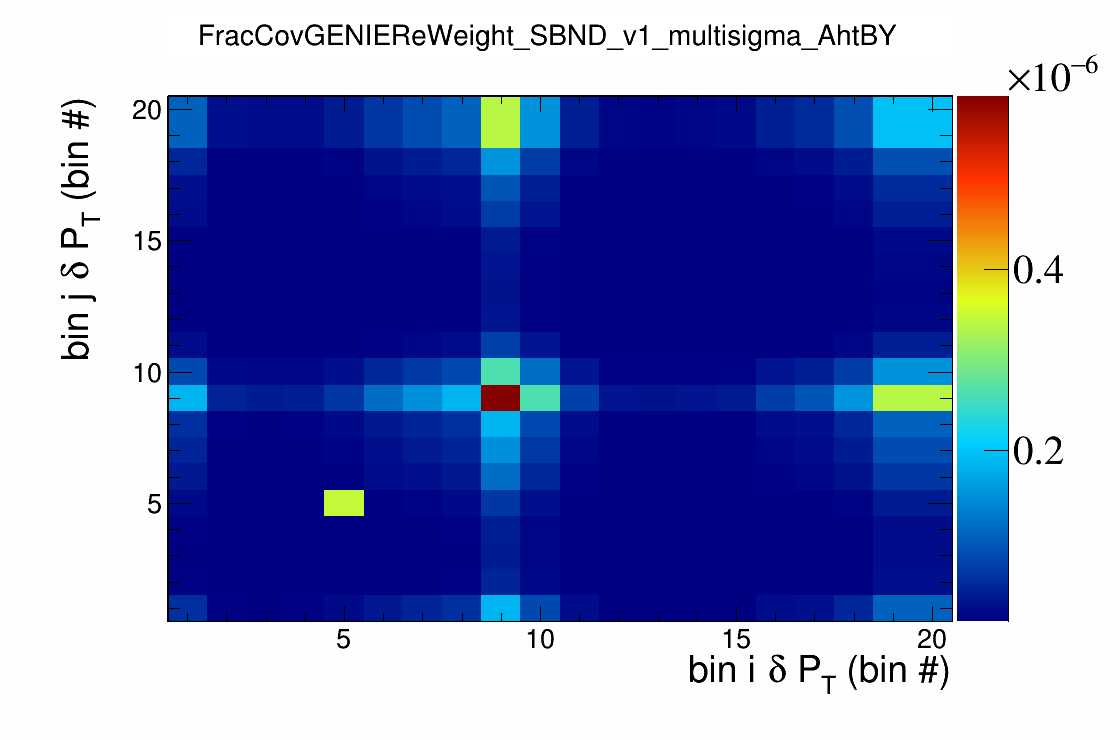 FracCovGENIEReWeight_SBND_v1_multisigma_AhtBY
×10⁻⁶
bin j δ P_T (bin #)
20
15
10
5
0.4
0.2
5 10 15 20
bin i δ P_T (bin #)